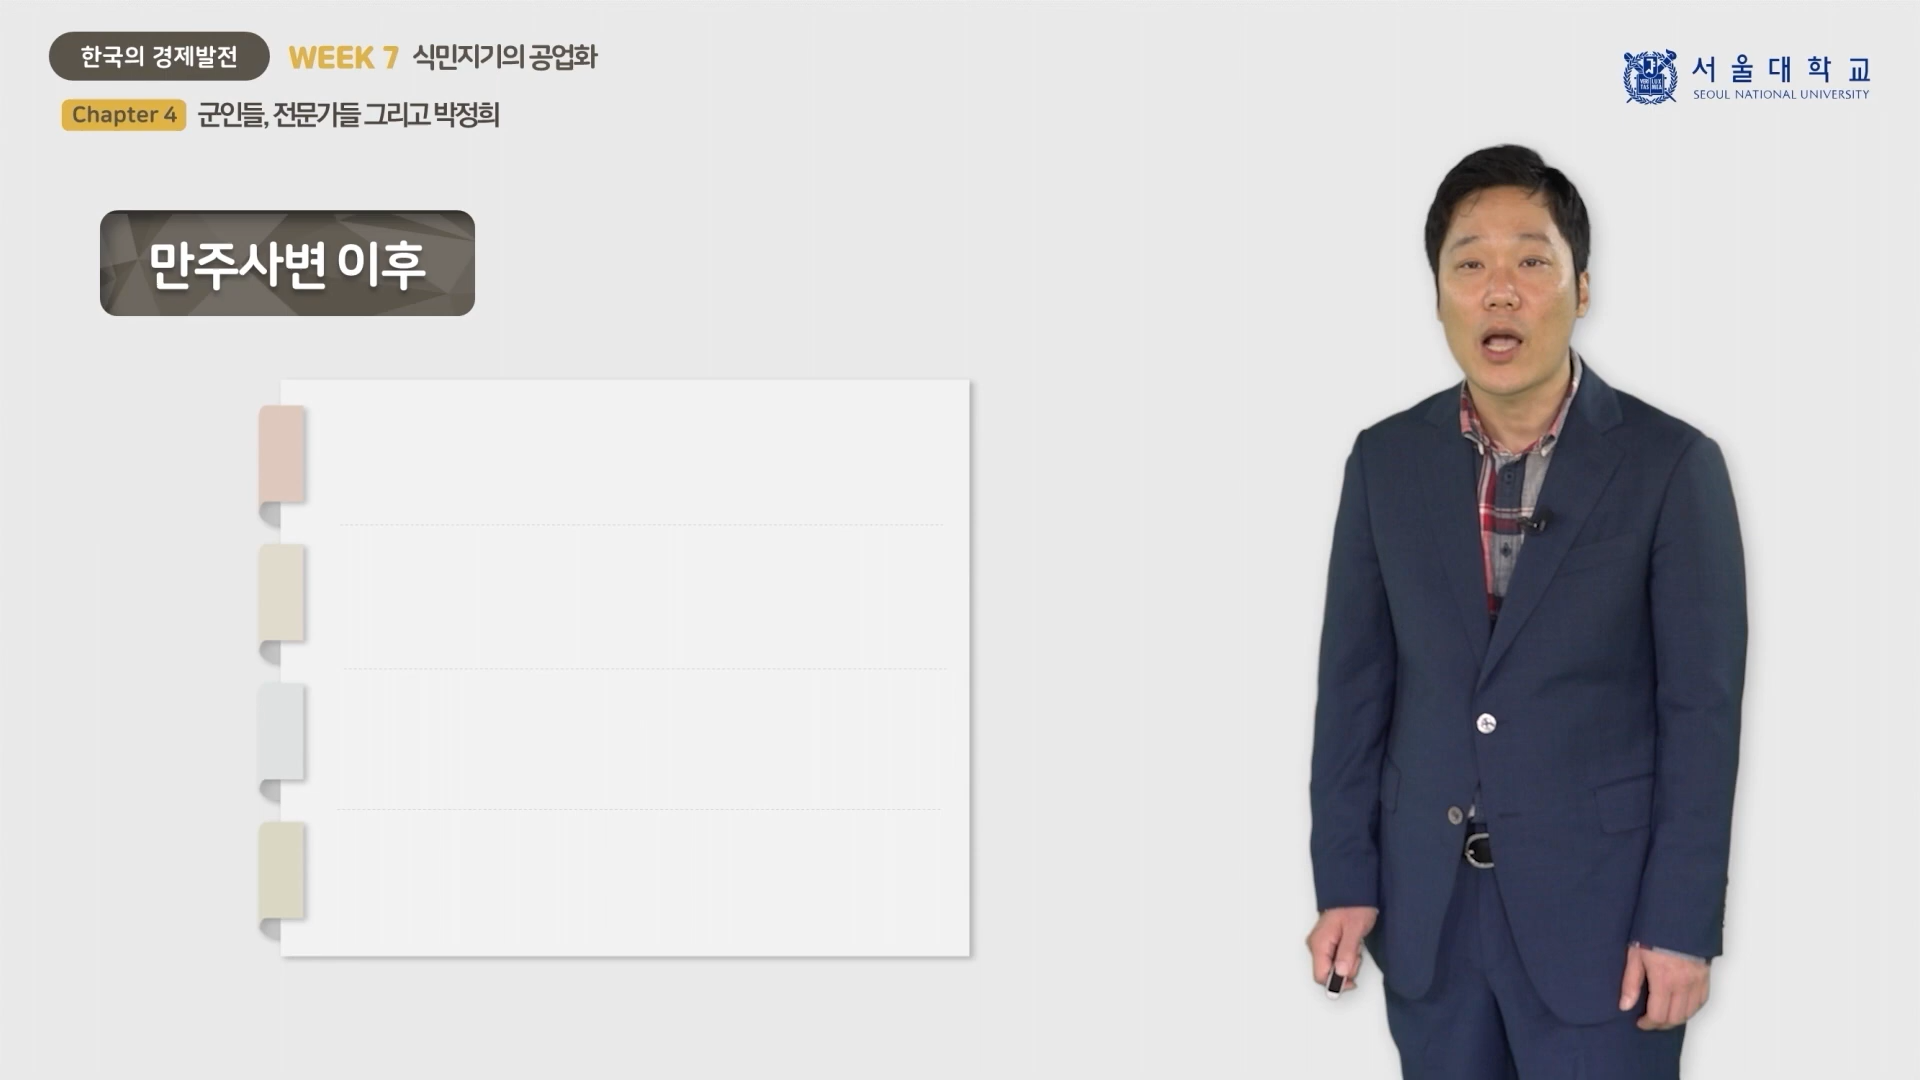 한국의 경제발전 WEEK 7 식민지기의 공업화
Chapter 4 군인들, 전문가들 그리고 박정희
서울대학교
SEOUL NATIONAL UNIVERSITY
만주사변 이후